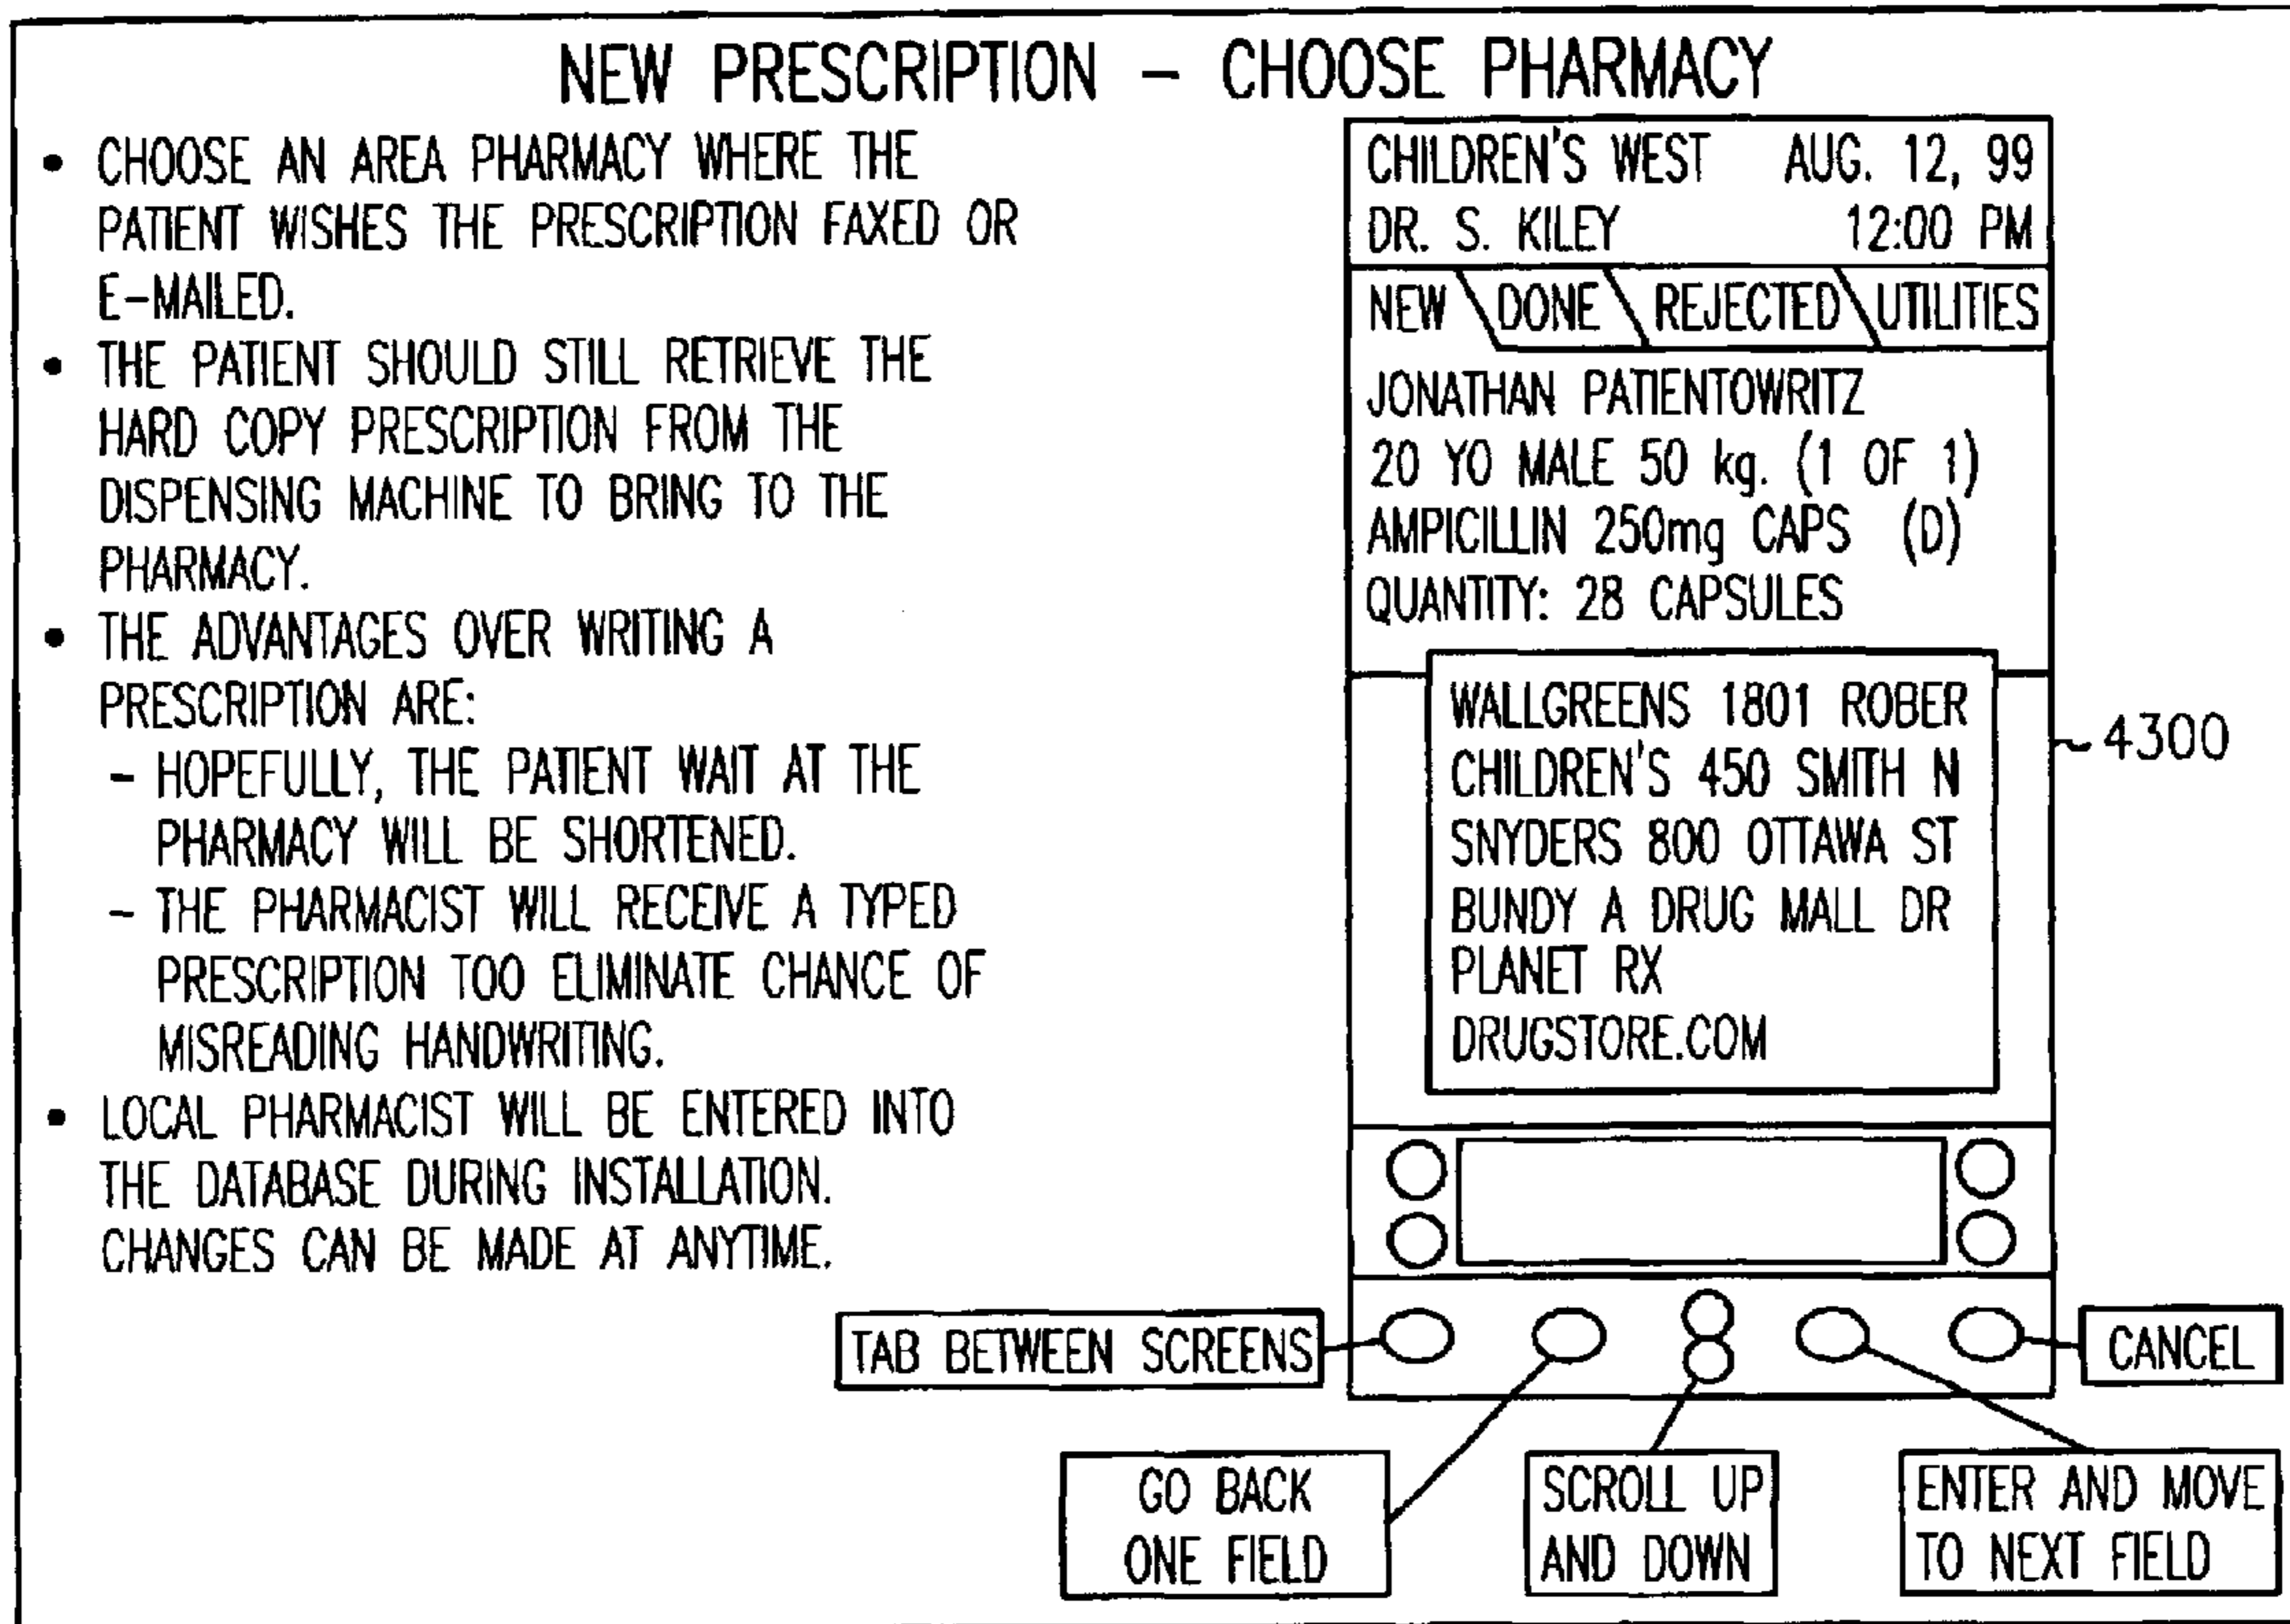 NEW PRESCRIPTION – CHOOSE PHARMACY
• CHOOSE AN AREA PHARMACY WHERE THE
PATIENT WISHES THE PRESCRIPTION FAXED OR
E-MAILED.
• THE PATIENT SHOULD STILL RETRIEVE THE
HARD COPY PRESCRIPTION FROM THE
DISPENSING MACHINE TO BRING TO THE
PHARMACY.
• THE ADVANTAGES OVER WRITING A
PRESCRIPTION ARE:
– HOPEFULLY, THE PATIENT WAIT AT THE
PHARMACY WILL BE SHORTENED.
– THE PHARMACIST WILL RECEIVE A TYPED
PRESCRIPTION TOO ELIMINATE CHANCE OF
MISREADING HANDWRITING.
• LOCAL PHARMACIST WILL BE ENTERED INTO
THE DATABASE DURING INSTALLATION.
CHANGES CAN BE MADE AT ANYTIME.
CHILDREN'S WEST AUG. 12, 99
DR. S. KILEY 12:00 PM
NEW DONE REJECTED UTILITIES
JONATHAN PATIENTOWRITZ
20 YO MALE 50 kg. (1 OF 1)
AMPICILLIN 250mg CAPS (D)
QUANTITY: 28 CAPSULES
WALLGREENS 1801 ROBER
CHILDREN'S 450 SMITH N
SNYDERS 800 OTTAWA ST
BUNDY A DRUG MALL DR
PLANET RX
DRUGSTORE.COM
4300
TAB BETWEEN SCREENS
CANCEL
GO BACK
ONE FIELD
SCROLL UP
AND DOWN
ENTER AND MOVE
TO NEXT FIELD